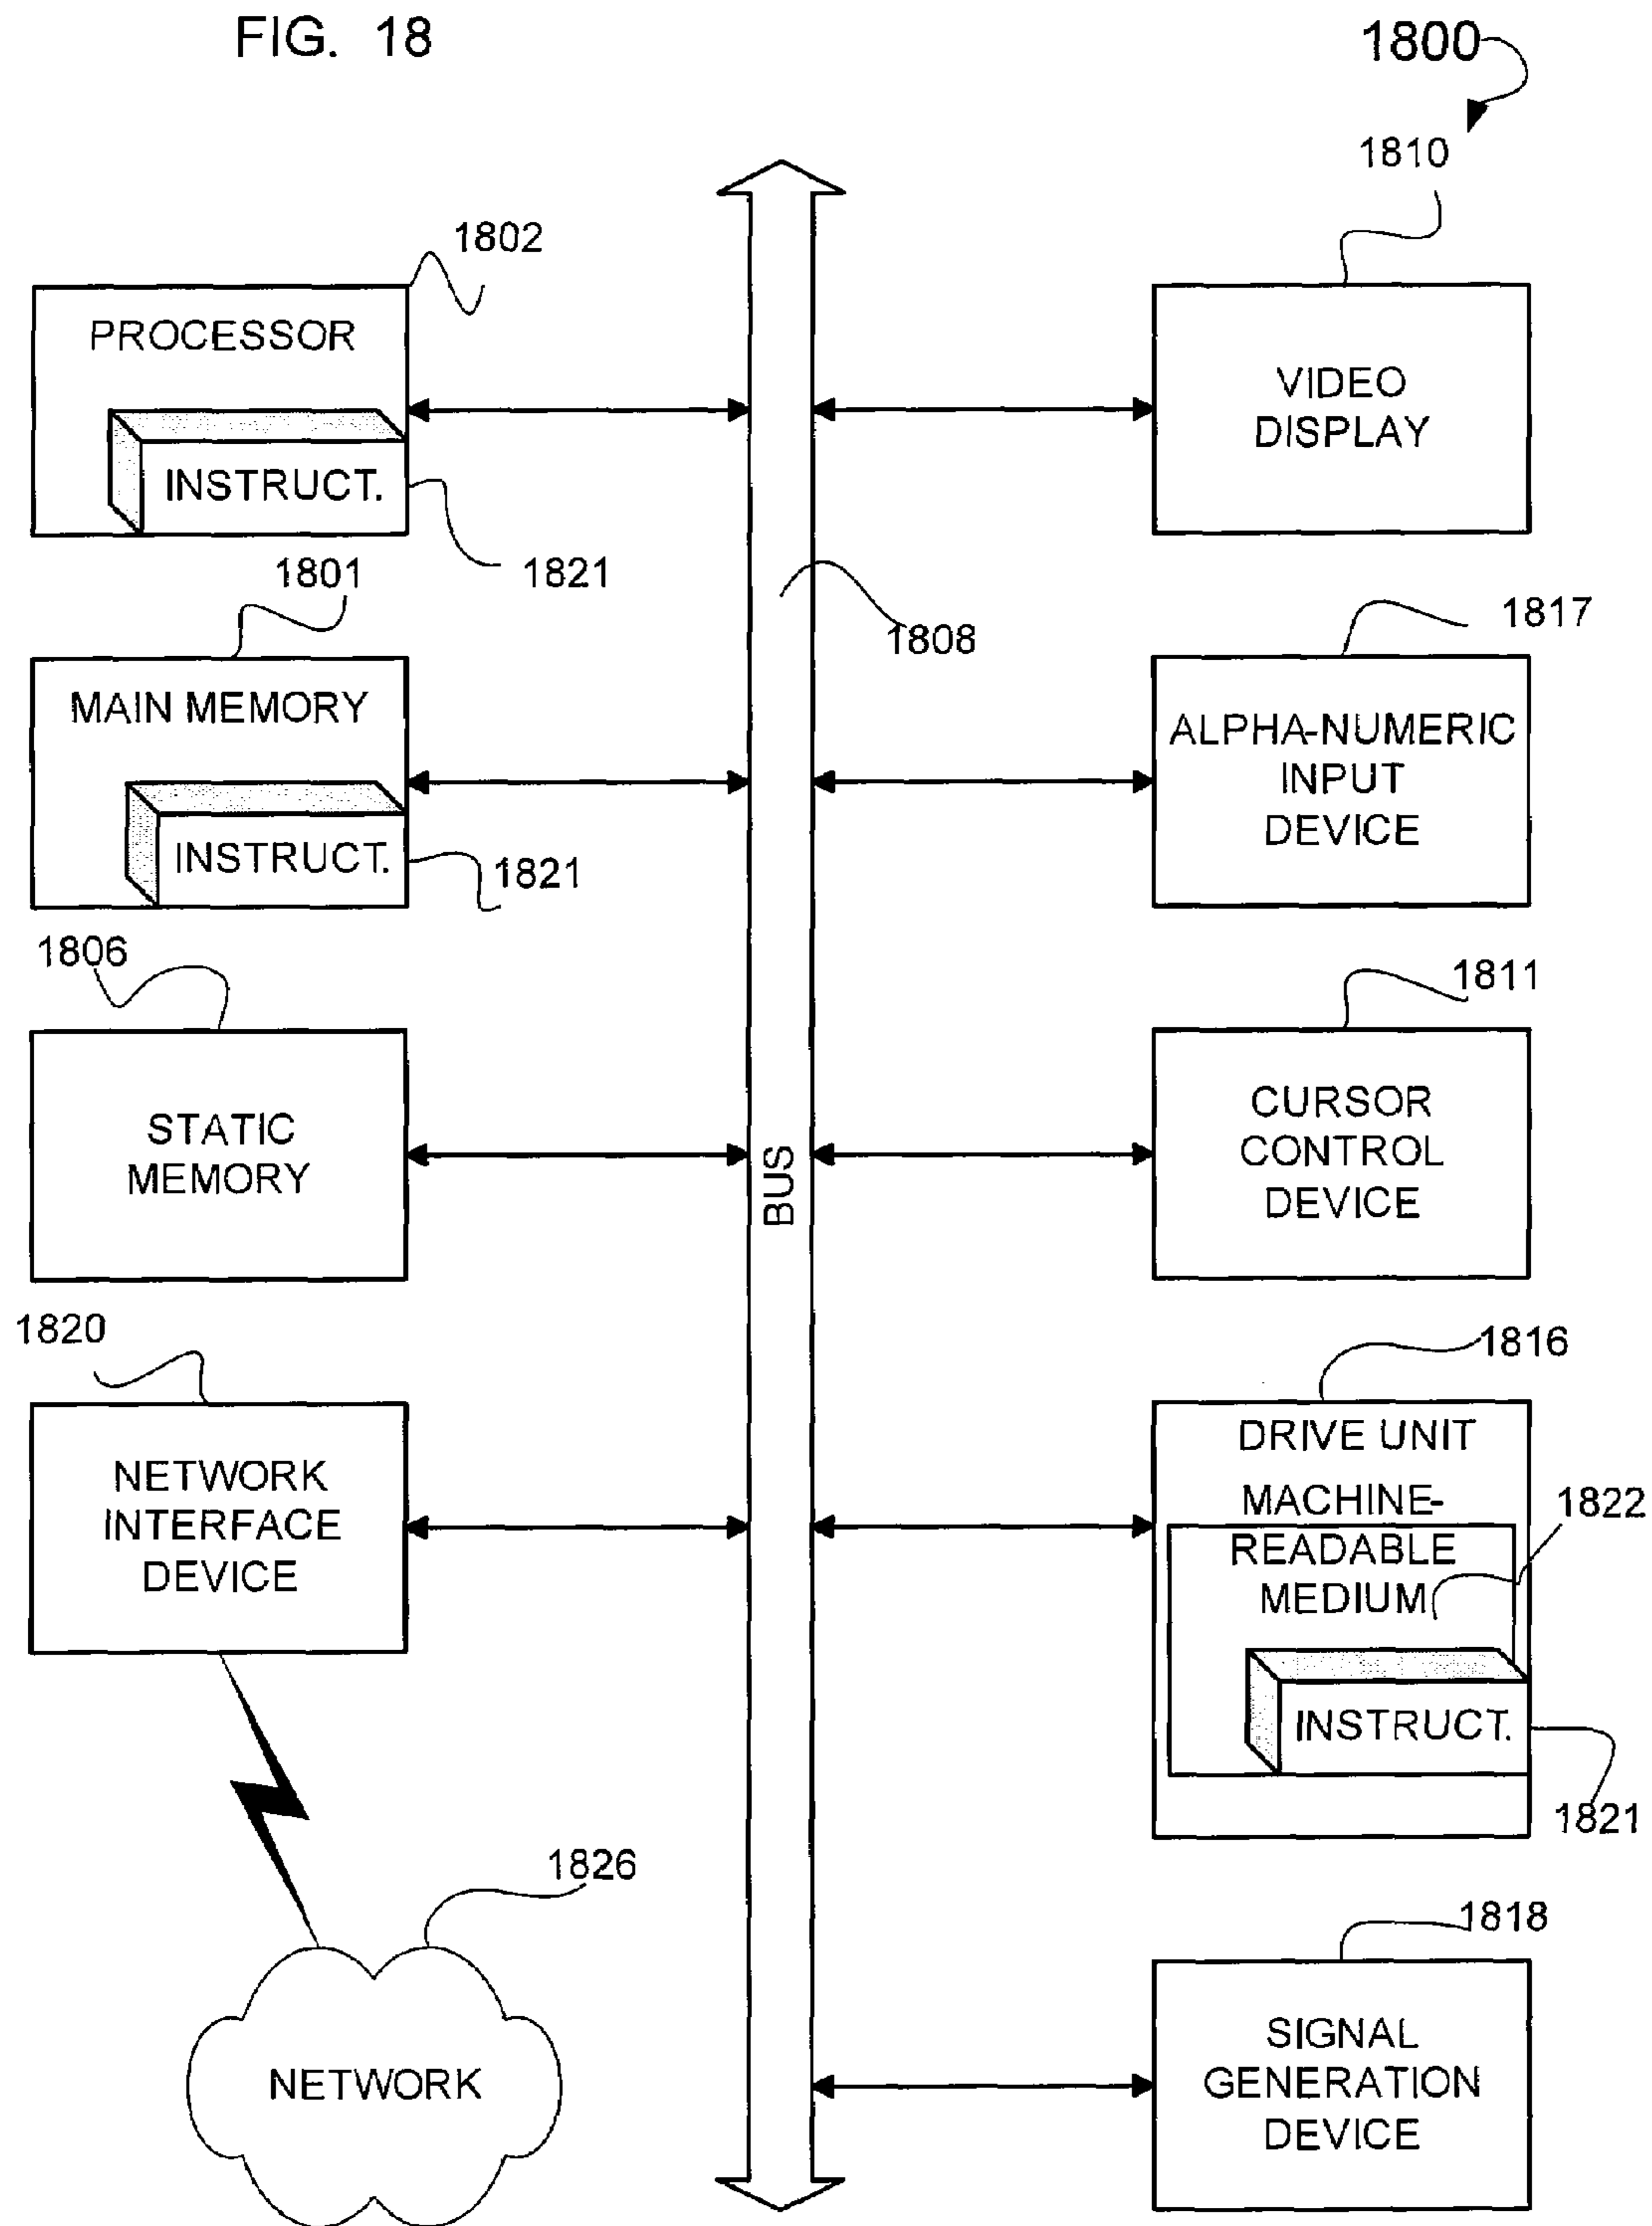 FIG. 18
1800
1810
1802
PROCESSOR
INSTRUCT.
1821
VIDEO
DISPLAY
1801
MAIN MEMORY
INSTRUCT.
1821
1808
1817
ALPHA-NUMERIC
INPUT
DEVICE
1806
STATIC
MEMORY
BUS
1811
CURSOR
CONTROL
DEVICE
1820
NETWORK
INTERFACE
DEVICE
1816
DRIVE UNIT
MACHINE-
READABLE
MEDIUM
1822
INSTRUCT.
1821
1826
NETWORK
1818
SIGNAL
GENERATION
DEVICE